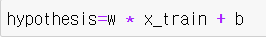 hypothesis=w * x_train + b